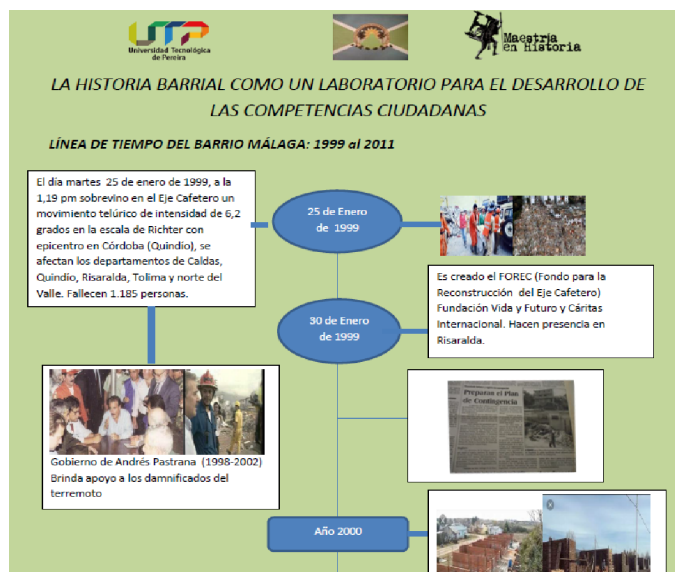 UTP
Universidad Tecnológica
de Pereira
Maestría
en Historia
LA HISTORIA BARRIAL COMO UN LABORATORIO PARA EL DESARROLLO DE
LAS COMPETENCIAS CIUDADANAS
LÍNEA DE TIEMPO DEL BARRIO MÁLAGA: 1999 al 2011
El día martes 25 de enero de 1999, a la
1,19 pm sobrevino en el Eje Cafetero un
movimiento telúrico de intensidad de 6,2
grados en la escala de Richter con
epicentro en Córdoba (Quindío), se
afectan los departamentos de Caldas,
Quindío, Risaralda, Tolima y norte del
Valle. Fallecen 1.185 personas.
25 de Enero
de 1999
30 de Enero
de 1999
Es creado el FOREC (Fondo para la
Reconstrucción del Eje Cafetero)
Fundación Vida y Futuro y Cáritas
Internacional. Hacen presencia en
Risaralda.
Preparan el Plan
de Contingencia
Gobierno de Andrés Pastrana (1998-2002)
Brinda apoyo a los damnificados del
terremoto
Año 2000